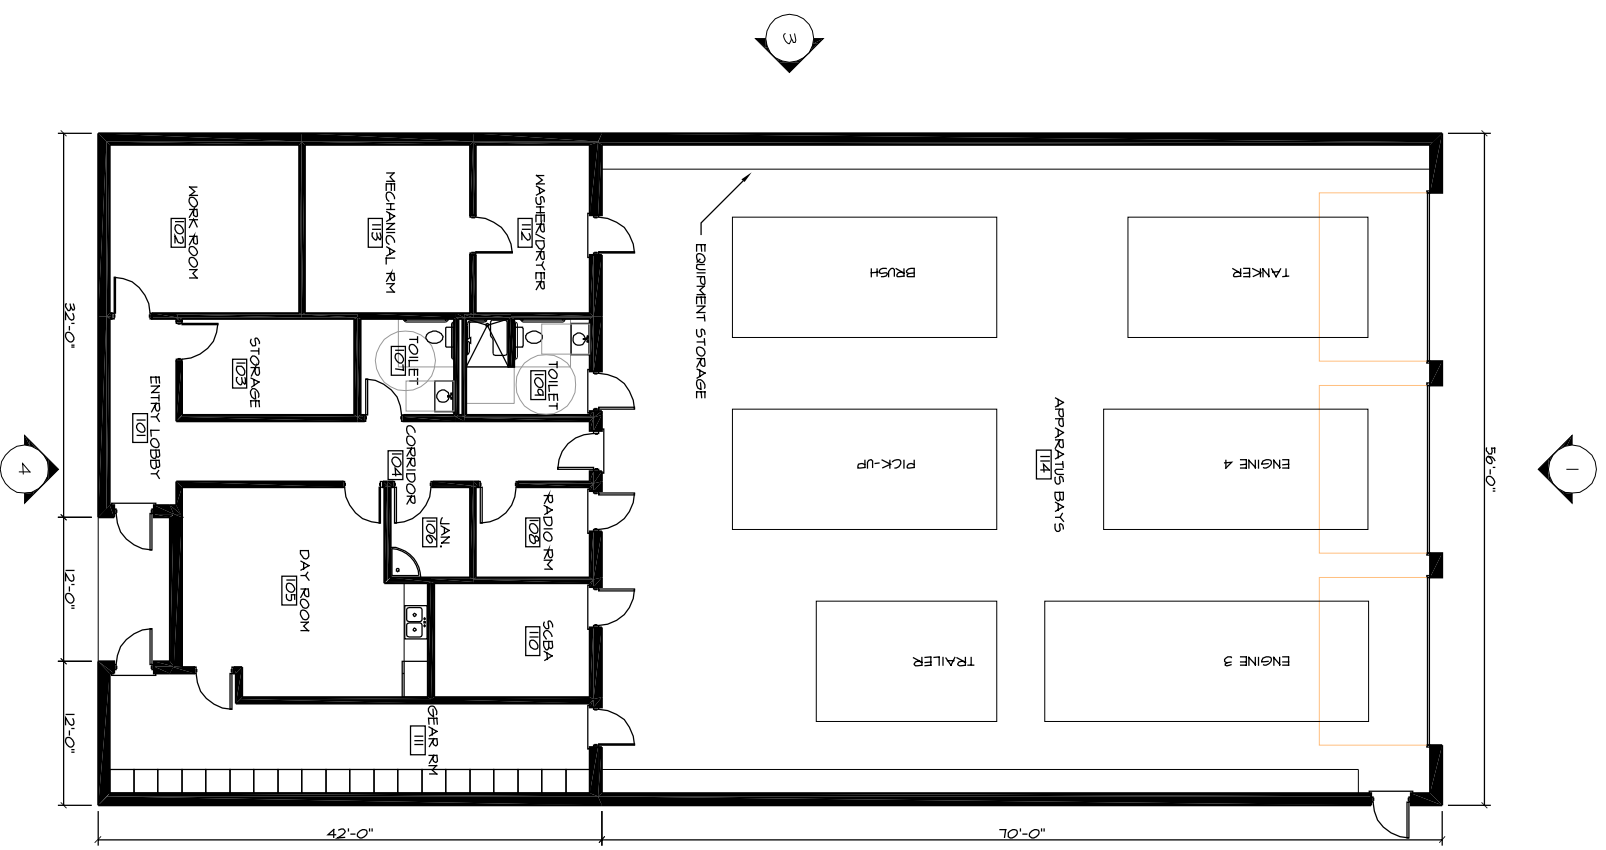 3
WORK ROOM
102
MECHANICAL RM
113
WASHER/DRYER
112
EQUIPMENT STORAGE
BRUSH
TANKER
32'-0"
STORAGE
103
TOILET
107
TOILET
109
ENTRY LOBBY
101
CORRIDOR
104
APPARATUS BAYS
114
PICK-UP
ENGINE 4
56'-0"
4
1
DAY ROOM
105
JAN.
106
RADIO RM
108
SCBA
110
12'-0"
TRAILER
ENGINE 3
GEAR RM
111
12'-0"
42'-0"
70'-0"